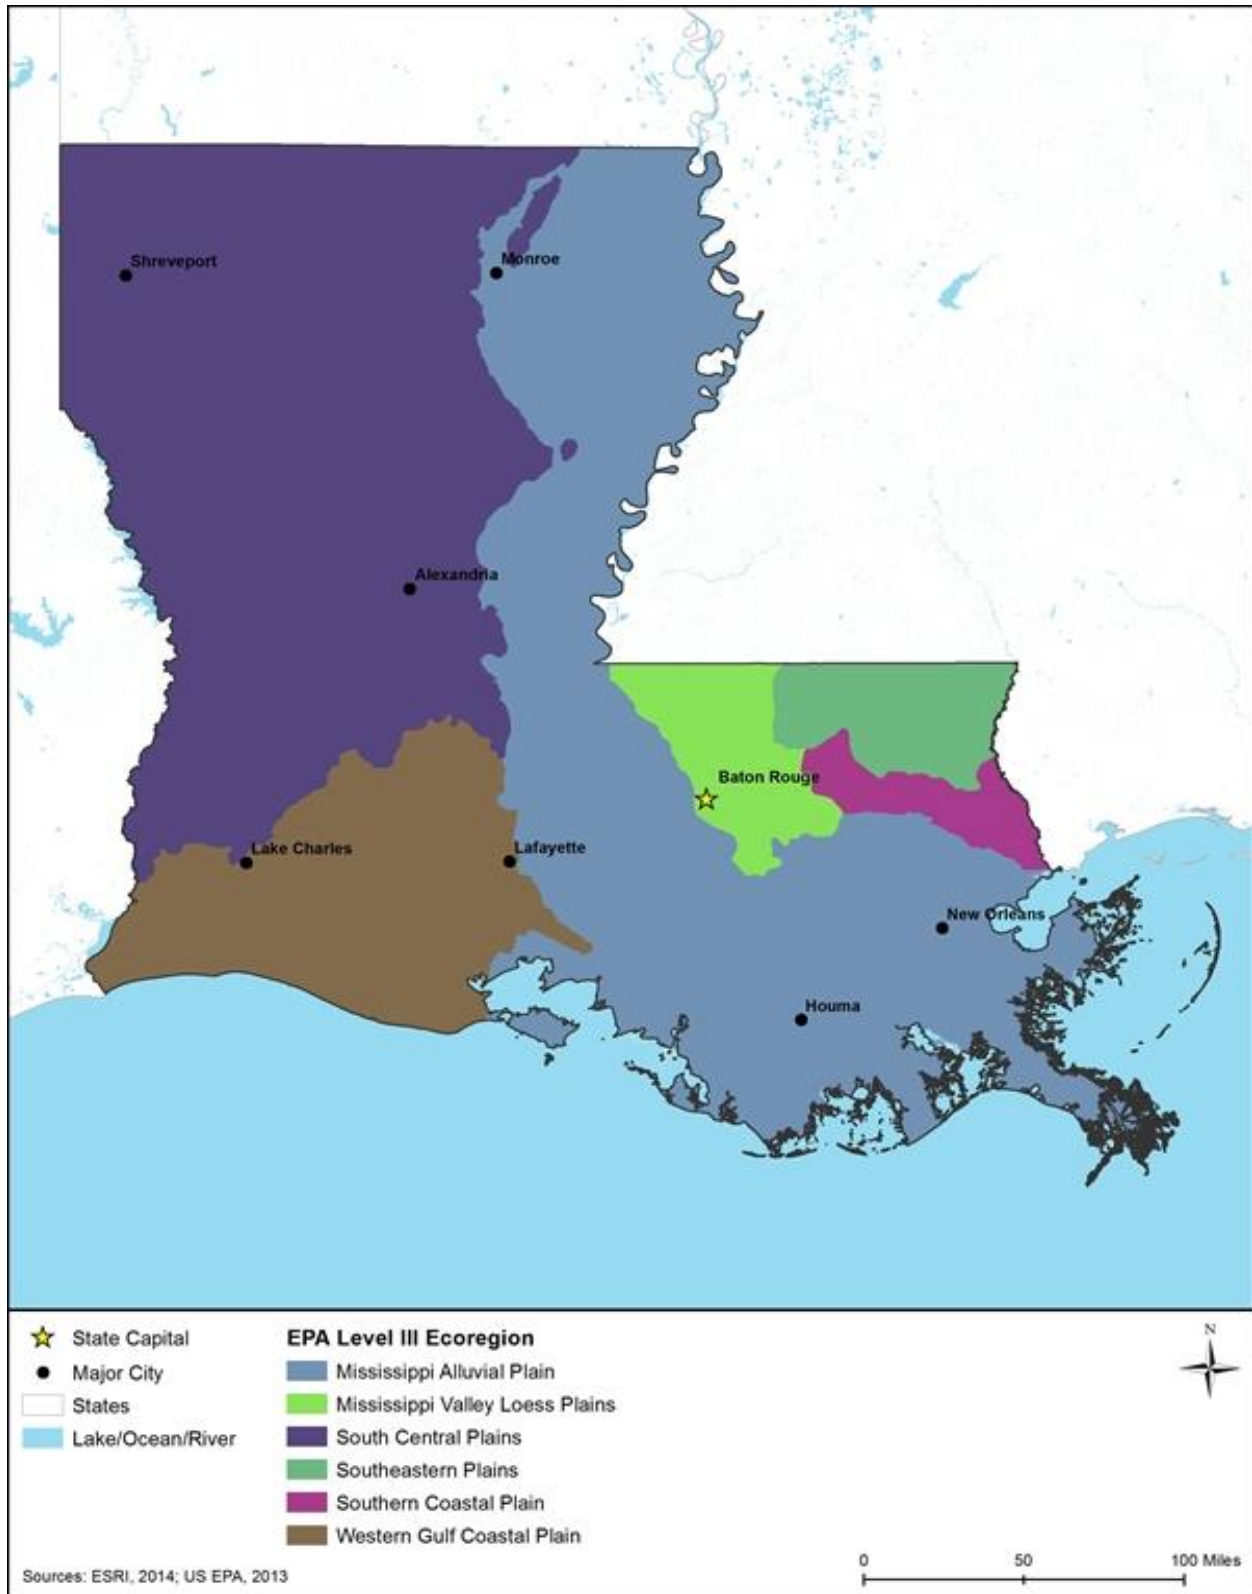 Shreveport
Monroe
Alexandria
Baton Rouge
Lake Charles
Lafayette
New Orleans
Houma
State Capital
Major City
States
Lake/Ocean/River
EPA Level III Ecoregion
Mississippi Alluvial Plain
Mississippi Valley Loess Plains
South Central Plains
Southeastern Plains
Southern Coastal Plain
Western Gulf Coastal Plain
N
0 50 100 Miles
Sources: ESRI, 2014; US EPA, 2013